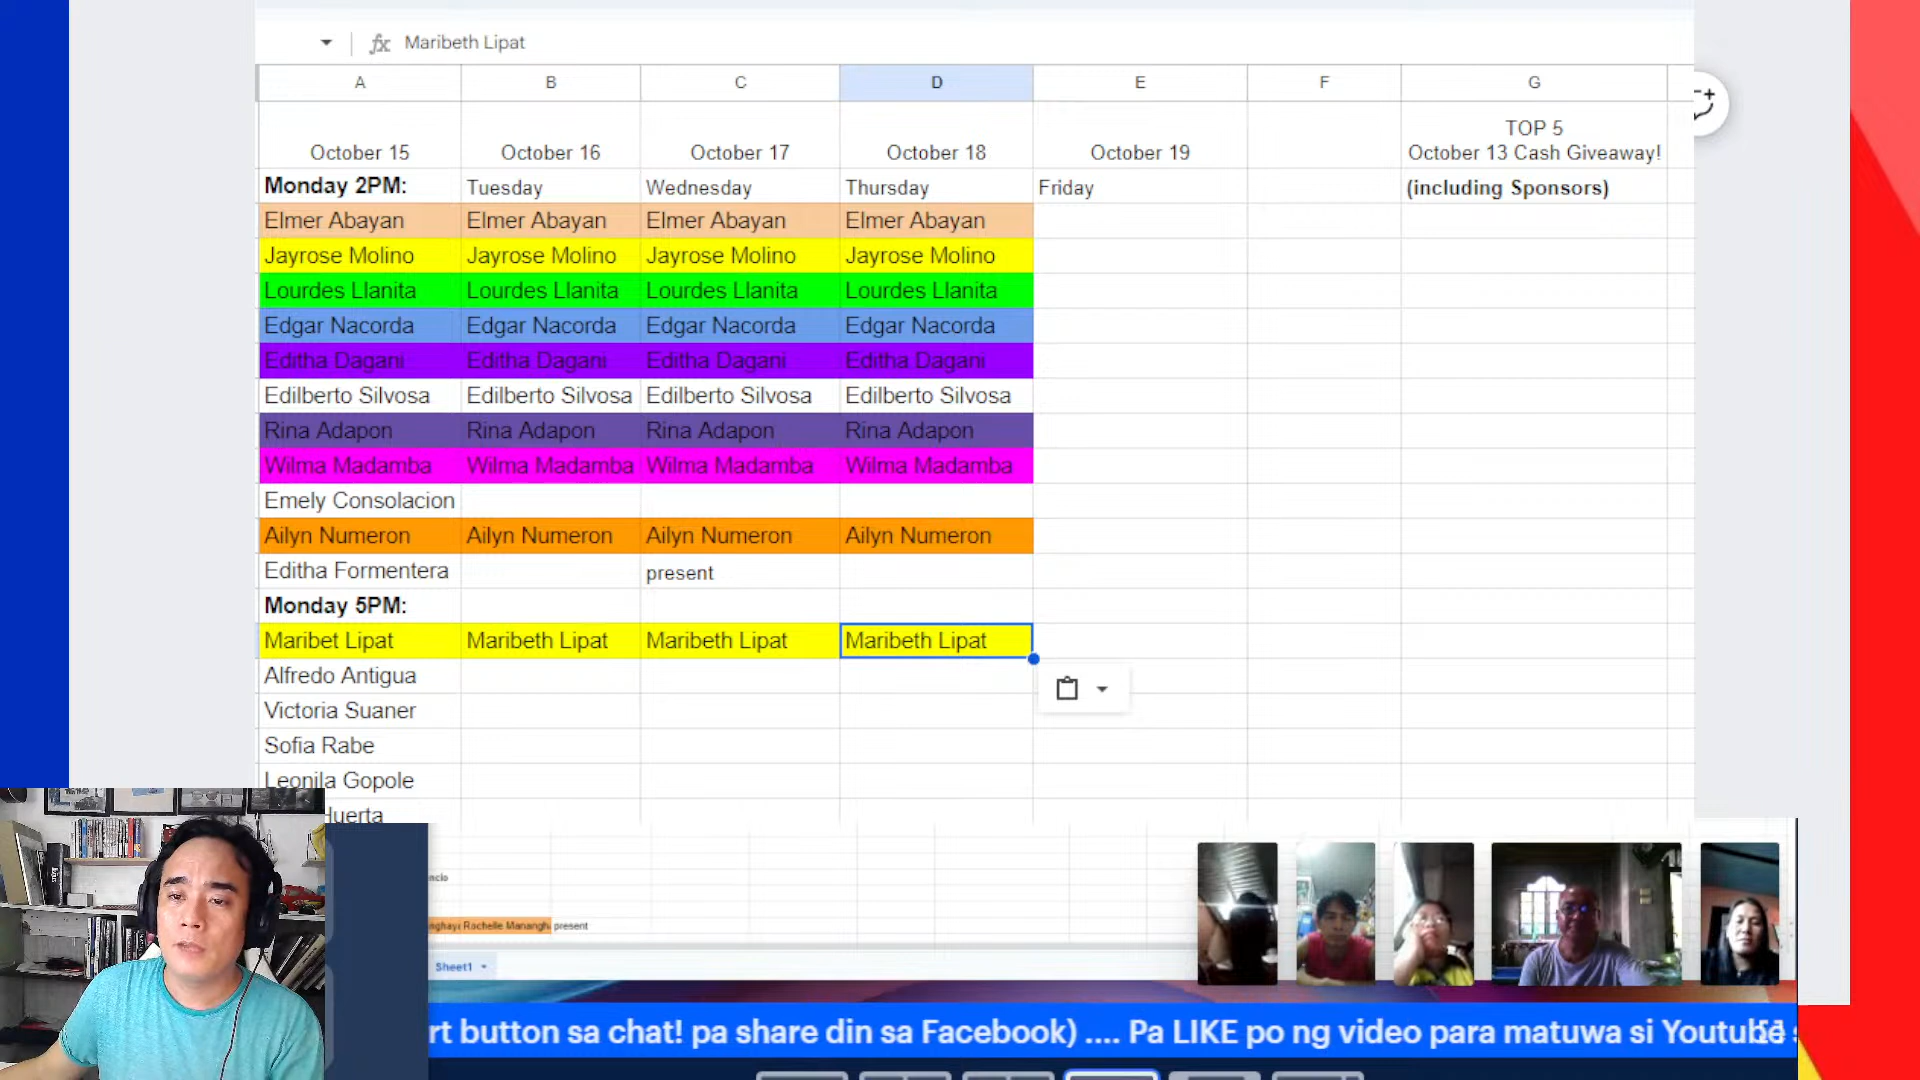 Maribeth Lipat
A B C D E F G
TOP 5
October 15 October 16 October 17 October 18 October 19 October 13 Cash Giveaway!
Monday 2PM: Tuesday Wednesday Thursday Friday (including Sponsors)
Elmer Abayan Elmer Abayan Elmer Abayan Elmer Abayan
Jayrose Molino Jayrose Molino Jayrose Molino Jayrose Molino
Lourdes Llanita Lourdes Llanita Lourdes Llanita Lourdes Llanita
Edgar Nacorda Edgar Nacorda Edgar Nacorda Edgar Nacorda
Editha Dagani Editha Dagani Editha Dagani Editha Dagani
Edilberto Silvosa Edilberto Silvosa Edilberto Silvosa Edilberto Silvosa
Rina Adapon Rina Adapon Rina Adapon Rina Adapon
Wilma Madamba Wilma Madamba Wilma Madamba Wilma Madamba
Emely Consolacion
Ailyn Numeron Ailyn Numeron Ailyn Numeron Ailyn Numeron
Editha Formentera present
Monday 5PM:
Maribet Lipat Maribeth Lipat Maribeth Lipat Maribeth Lipat
Alfredo Antigua
Victoria Suaner
Sofia Rabe
Leonila Gopole
Huerta
ncio
Rochelle present
Sheet1
rt button sa chat! pa share din sa Facebook) .... Pa LIKE po ng video para matuwa si Youtube